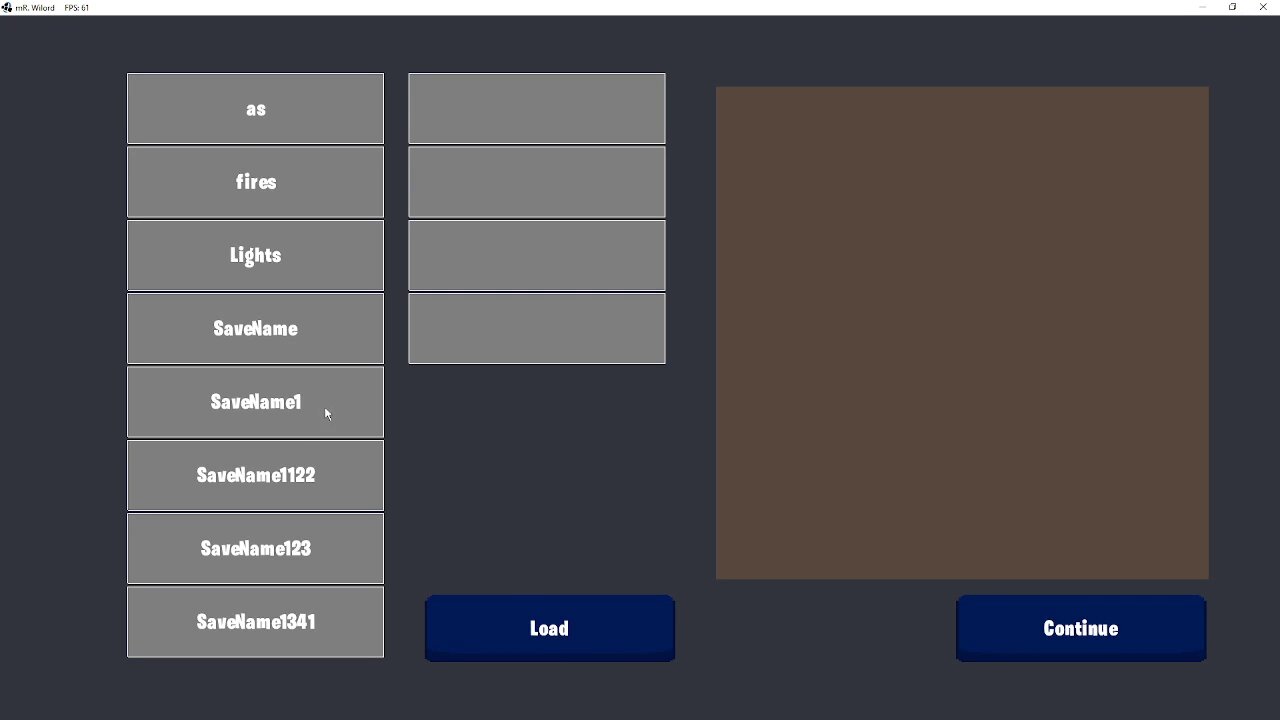 mR. Wilord FPS: 61
as
fires
Lights
SaveName
SaveName1
SaveName1122
SaveName123
SaveName1341
Load
Continue